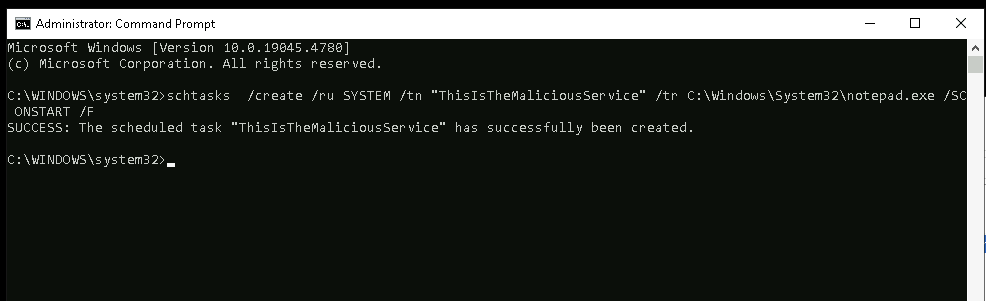 Administrator: Command Prompt
Microsoft Windows [Version 10.0.19045.4780]
(c) Microsoft Corporation. All rights reserved.
C:\WINDOWS\system32>schtasks  /create /ru SYSTEM /tn "ThisIsTheMaliciousService" /tr C:\Windows\System32\notepad.exe /SC
 ONSTART /F
SUCCESS: The scheduled task "ThisIsTheMaliciousService" has successfully been created.
C:\WINDOWS\system32>